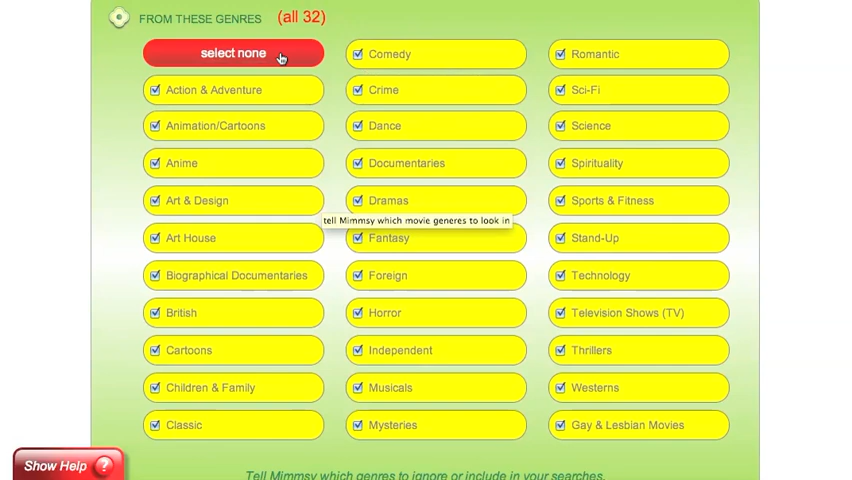 FROM THESE GENRES (all 32)
select none
Comedy
Romantic
Action & Adventure
Crime
Sci-Fi
Animation/Cartoons
Dance
Science
Anime
Documentaries
Spirituality
Art & Design
Dramas
Sports & Fitness
tell Mimmsy which movie generes to look in
Art House
Fantasy
Stand-Up
Biographical Documentaries
Foreign
Technology
British
Horror
Television Shows (TV)
Cartoons
Independent
Thrillers
Children & Family
Musicals
Westerns
Classic
Mysteries
Gay & Lesbian Movies
Show Help ?
Tell Mimmsy which genres to ignore or include in your searches.